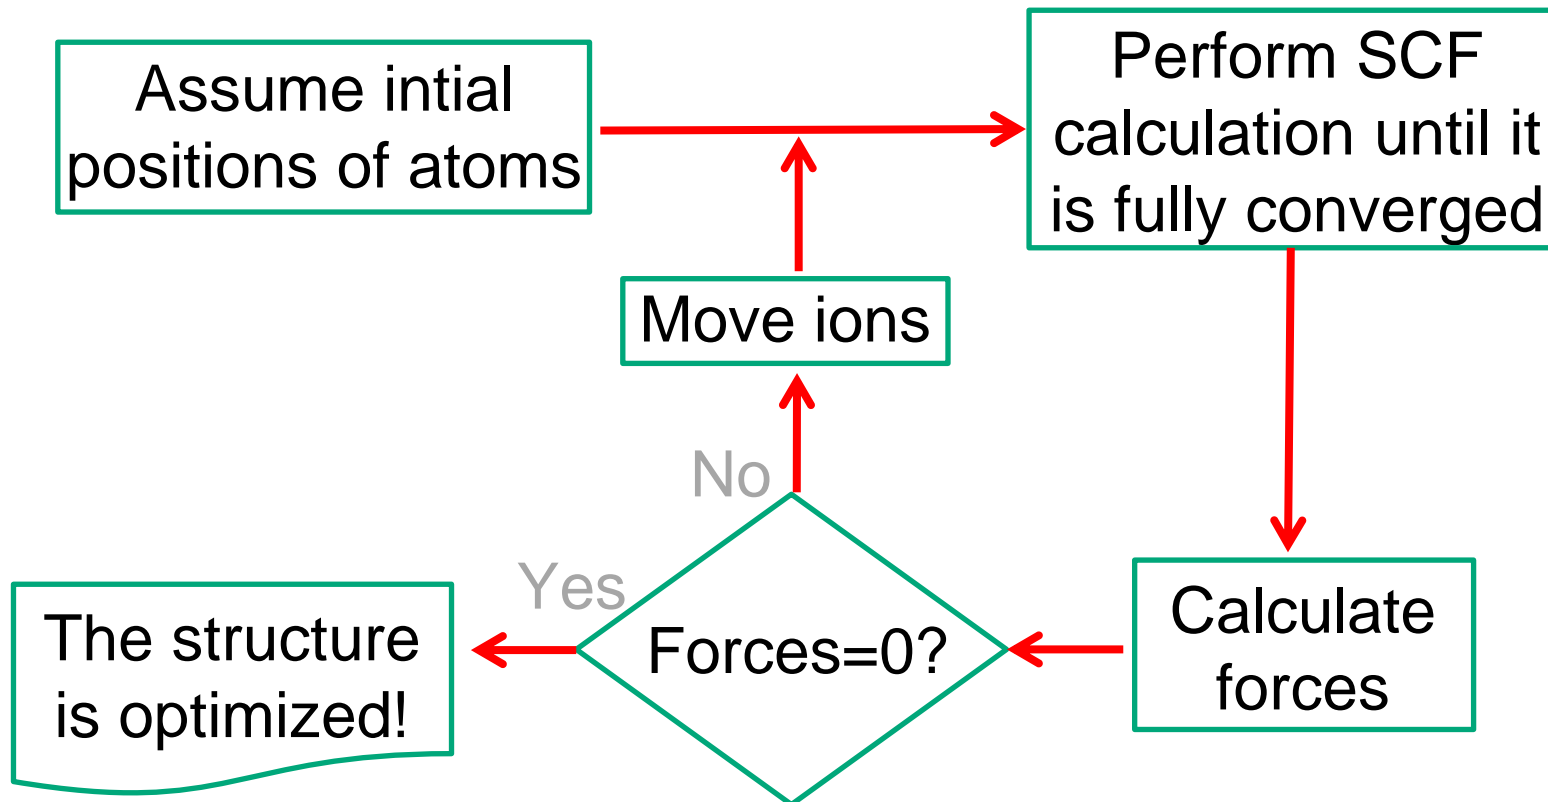 Assume intial
positions of atoms
Perform SCF
calculation until it
is fully converged
Move ions
No
Yes
The structure
is optimized!
Forces=0?
Calculate
forces